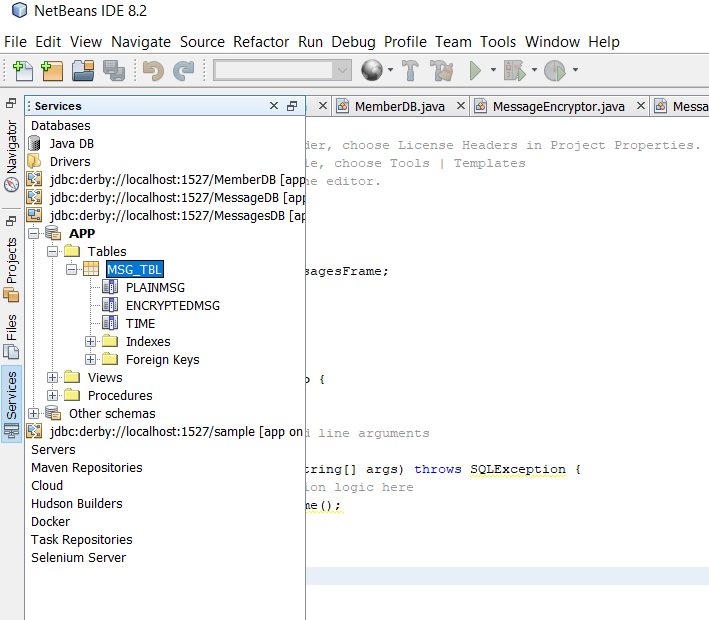 NetBeans IDE 8.2
File Edit View Navigate Source Refactor Run Debug Profile Team Tools Window Help
Services
MemberDB.java
MessageEncryptor.java
Messa
Navigator
Projects
Files
Services
Databases
Java DB
Drivers
jdbc:derby://localhost:1527/MemberDB [app
jdbc:derby://localhost:1527/MessageDB [app
jdbc:derby://localhost:1527/MessagesDB [ap
APP
Tables
MSG_TBL
PLAINMSG
ENCRYPTEDMSG
TIME
Indexes
Foreign Keys
Views
Procedures
Other schemas
jdbc:derby://localhost:1527/sample [app on
Servers
Maven Repositories
Cloud
Hudson Builders
Docker
Task Repositories
Selenium Server
der, choose License Headers in Project Properties.
le, choose Tools | Templates
e editor.
sagesFrame;
{
d line arguments
tring[] args) throws SQLException {
ion logic here
me();